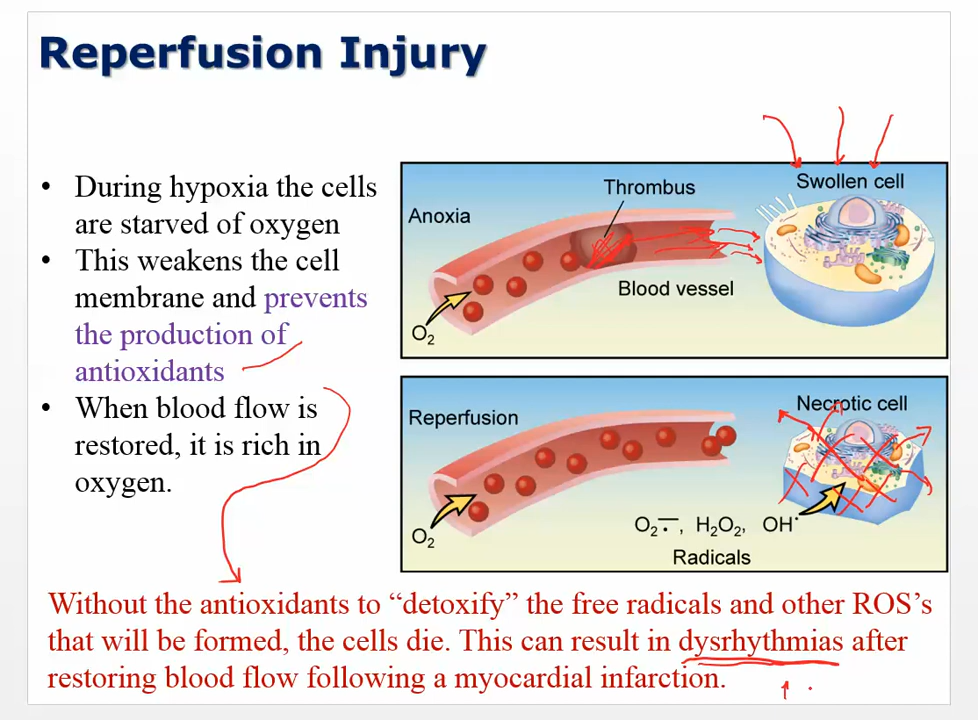 Reperfusion Injury
• During hypoxia the cells
are starved of oxygen
• This weakens the cell
membrane and prevents
the production of
antioxidants
• When blood flow is
restored, it is rich in
oxygen.
Anoxia
Thrombus
Swollen cell
Blood vessel
O₂
Reperfusion
Necrotic cell
O₂
O₂•̅, H₂O₂, OH•
Radicals
Without the antioxidants to “detoxify” the free radicals and other ROS’s
that will be formed, the cells die. This can result in dysrhythmias after
restoring blood flow following a myocardial infarction.